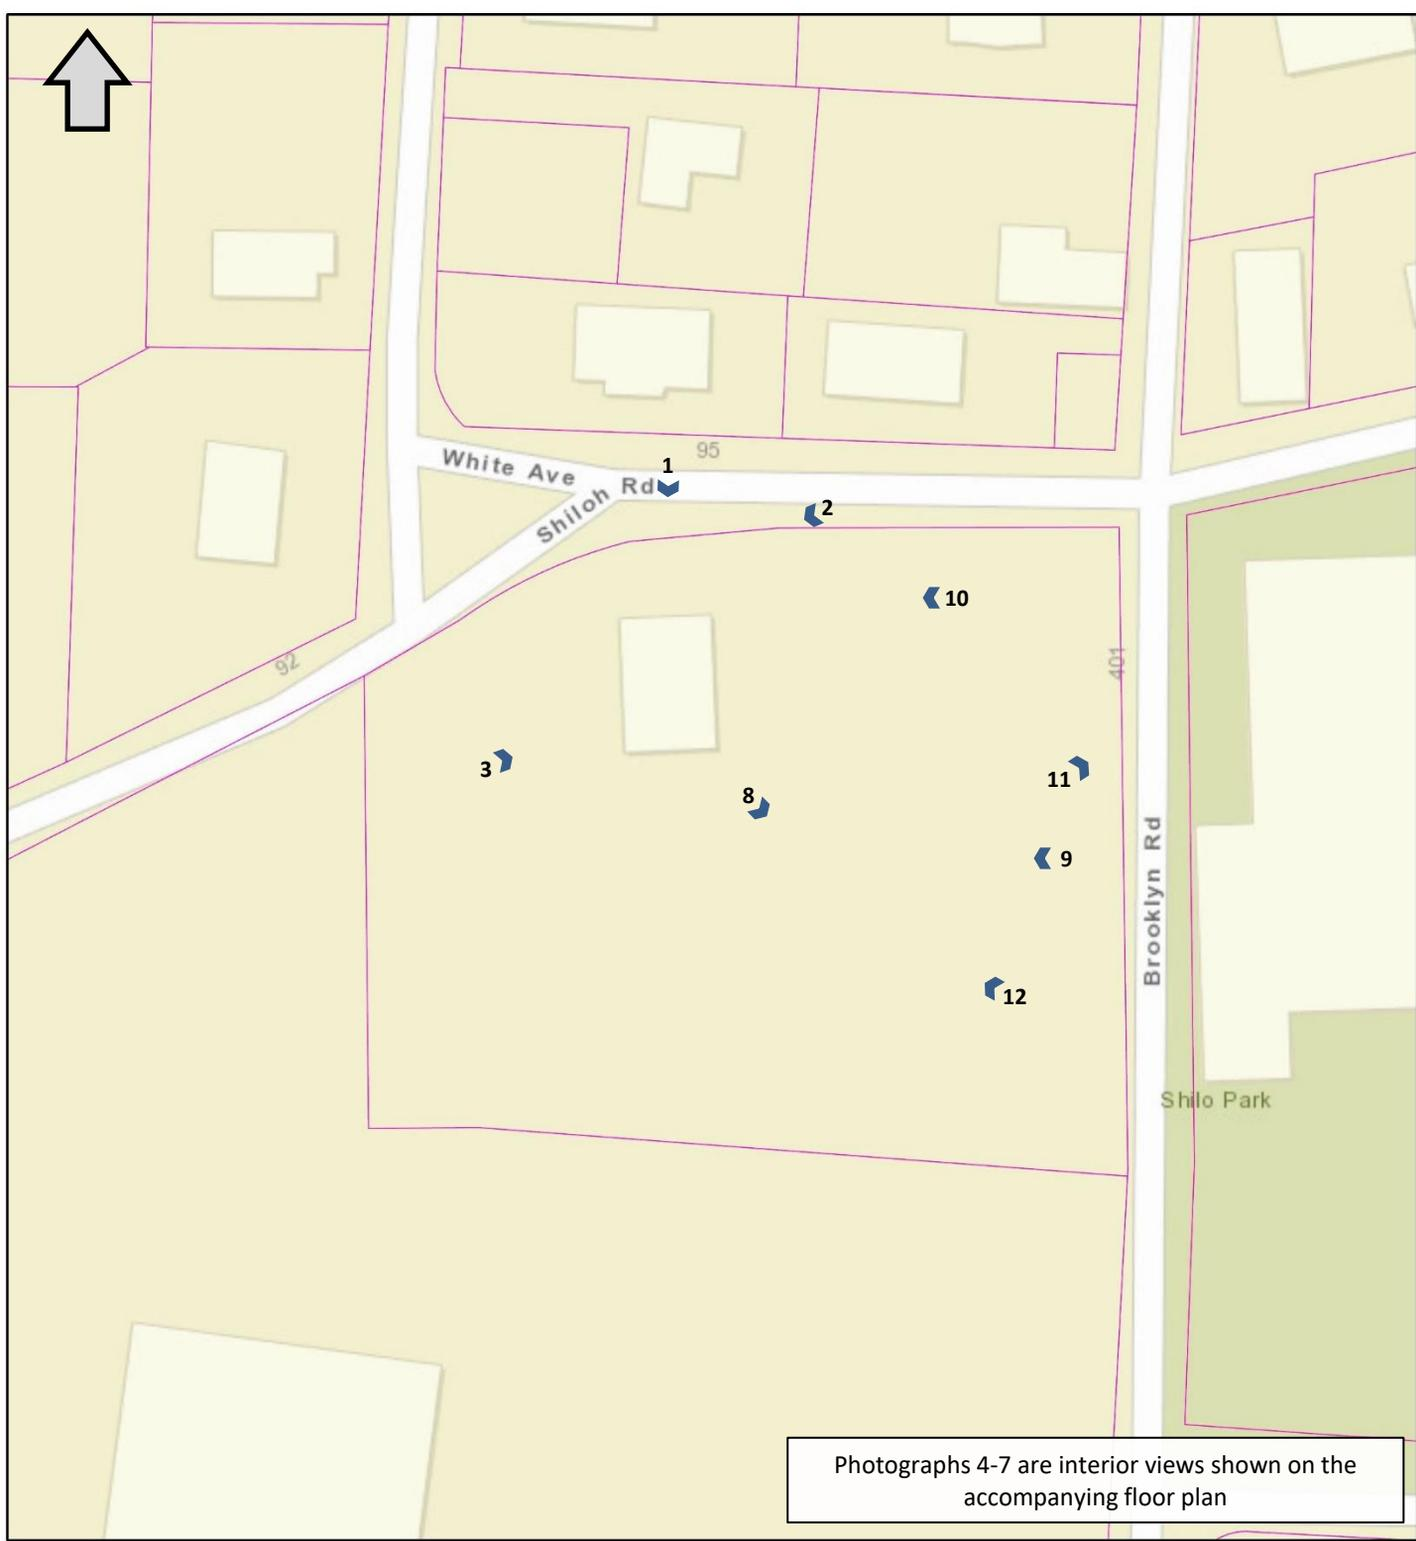 95
White Ave
1
Shiloh Rd
2
10
401
92
3
11
8
9
Brooklyn Rd
12
Shilo Park
Photographs 4-7 are interior views shown on the
accompanying floor plan